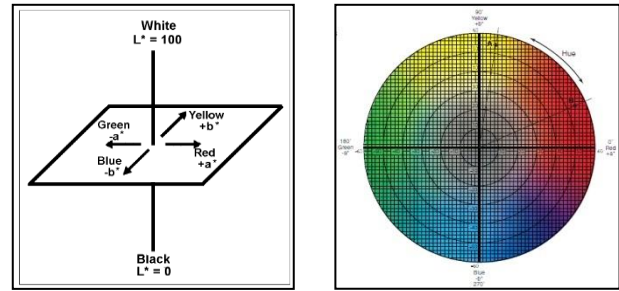 White
L* = 100
Green
-a*
Yellow
+b*
Blue
-b*
Red
+a*
Black
L* = 0
90°
Yellow
+b*
Hue
180°
Green
-a*
0°
Red
+a*
Blue
-b*
270°